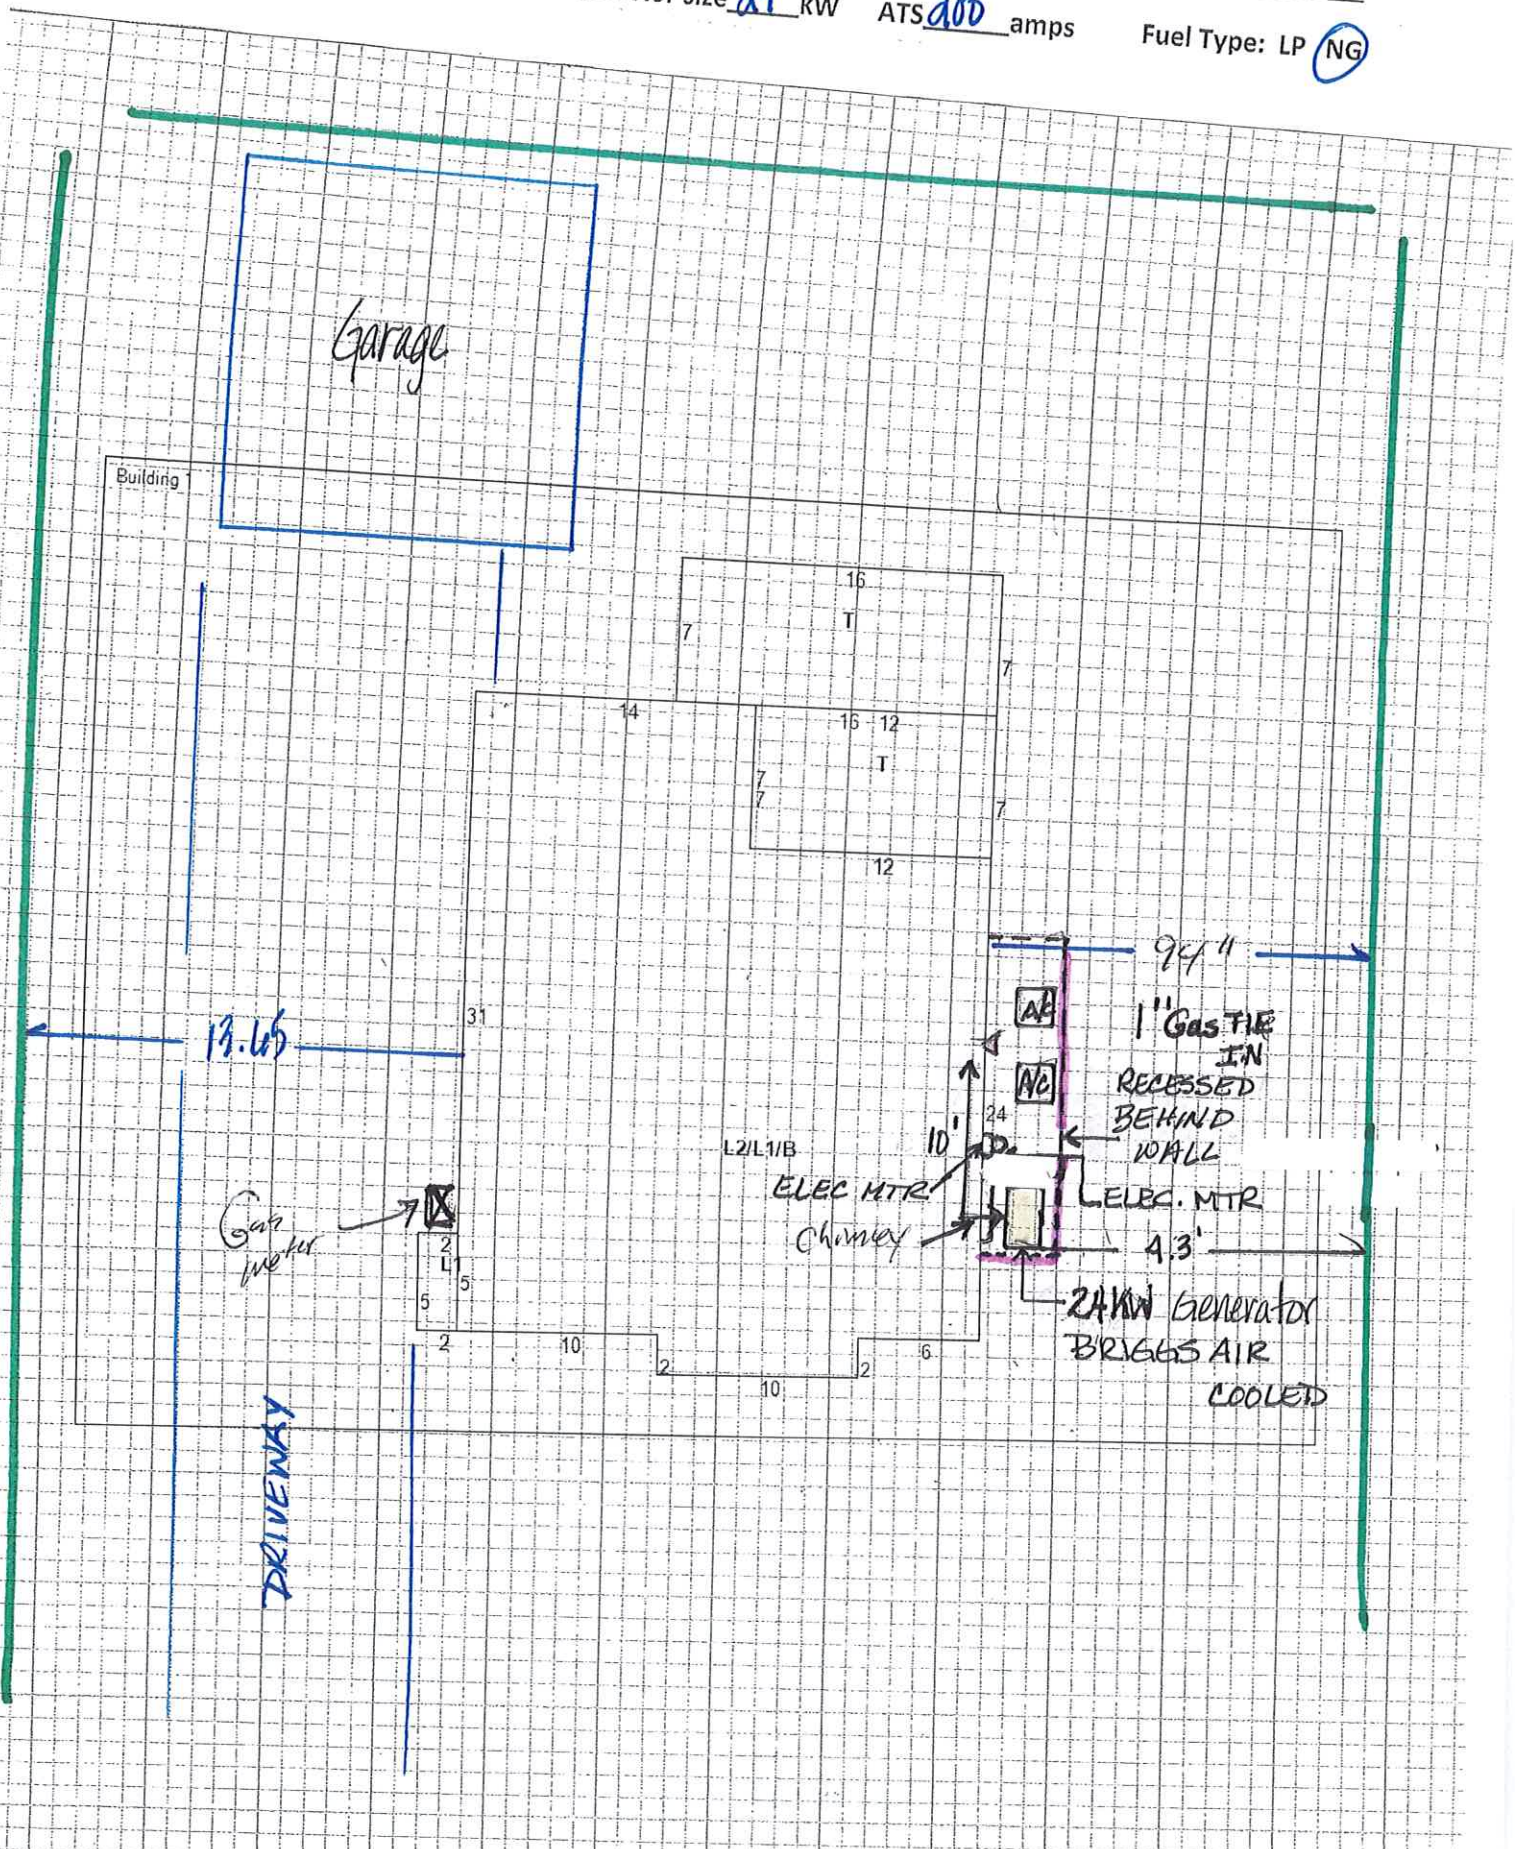 KW ATS 200 amps Fuel Type: LP NG
Garage
Building 1
16
T
7
7
14
16 12
T
7
7
7
12
94"
1" Gas TIE
IN
RECESSED
BEHIND
WALL
A/C
A/C
31
13.65
24
10'
L2/L1/B
ELEC MTR
ELEC. MTR
Chimney
4.3'
Gas
meter
2
L1
5
5
2
10
2
10
2
6
24KW Generator
BRIGGS AIR
COOLED
DRIVEWAY